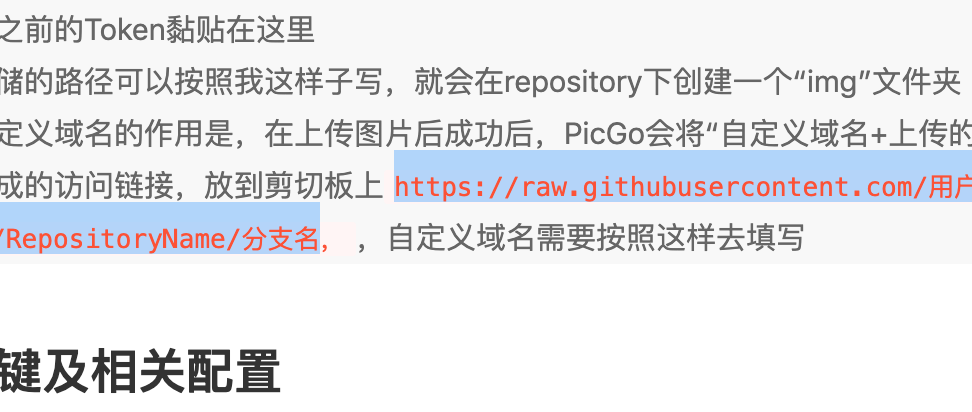 之前的Token黏贴在这里
储的路径可以按照我这样子写，就会在repository下创建一个“img”文件夹
定义域名的作用是，在上传图片后成功后，PicGo会将“自定义域名+上传的
成的访问链接，放到剪切板上 https://raw.githubusercontent.com/用户
/RepositoryName/分支名， ，自定义域名需要按照这样去填写
键及相关配置